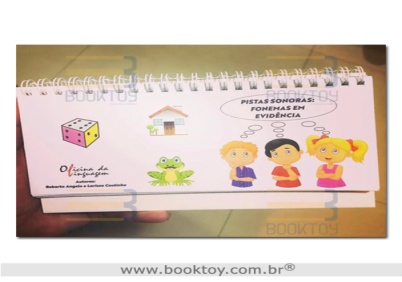 BOOKTOY
BOOKTOY
PISTAS SONORAS:
FONEMAS EM
EVIDÊNCIA
Oficina da
Linguagem
Autores:
Roberto Angelo e Larissa Coutinho
BOOKTOY
www.booktoy.com.br®